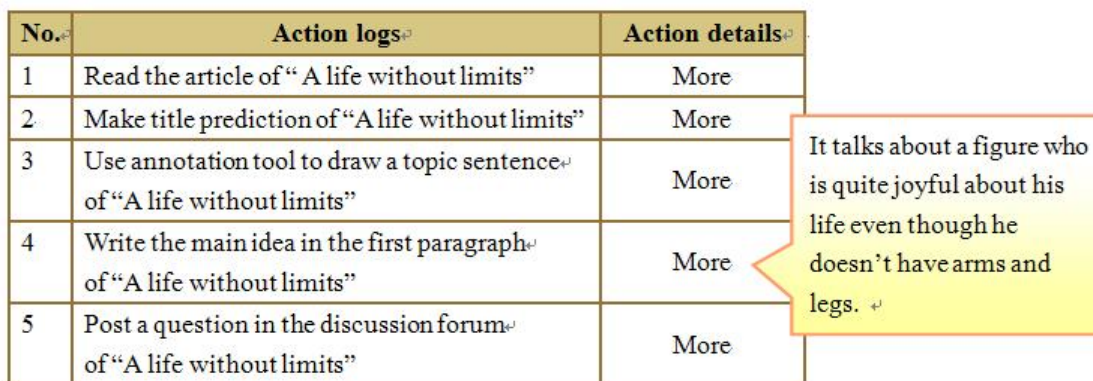 No. Action logs Action details
1 Read the article of “ A life without limits” More
2 Make title prediction of “A life without limits” More
3 Use annotation tool to draw a topic sentence
of “A life without limits” More
4 Write the main idea in the first paragraph
of “A life without limits” More
5 Post a question in the discussion forum
of “A life without limits” More
It talks about a figure who
is quite joyful about his
life even though he
doesn’t have arms and
legs.